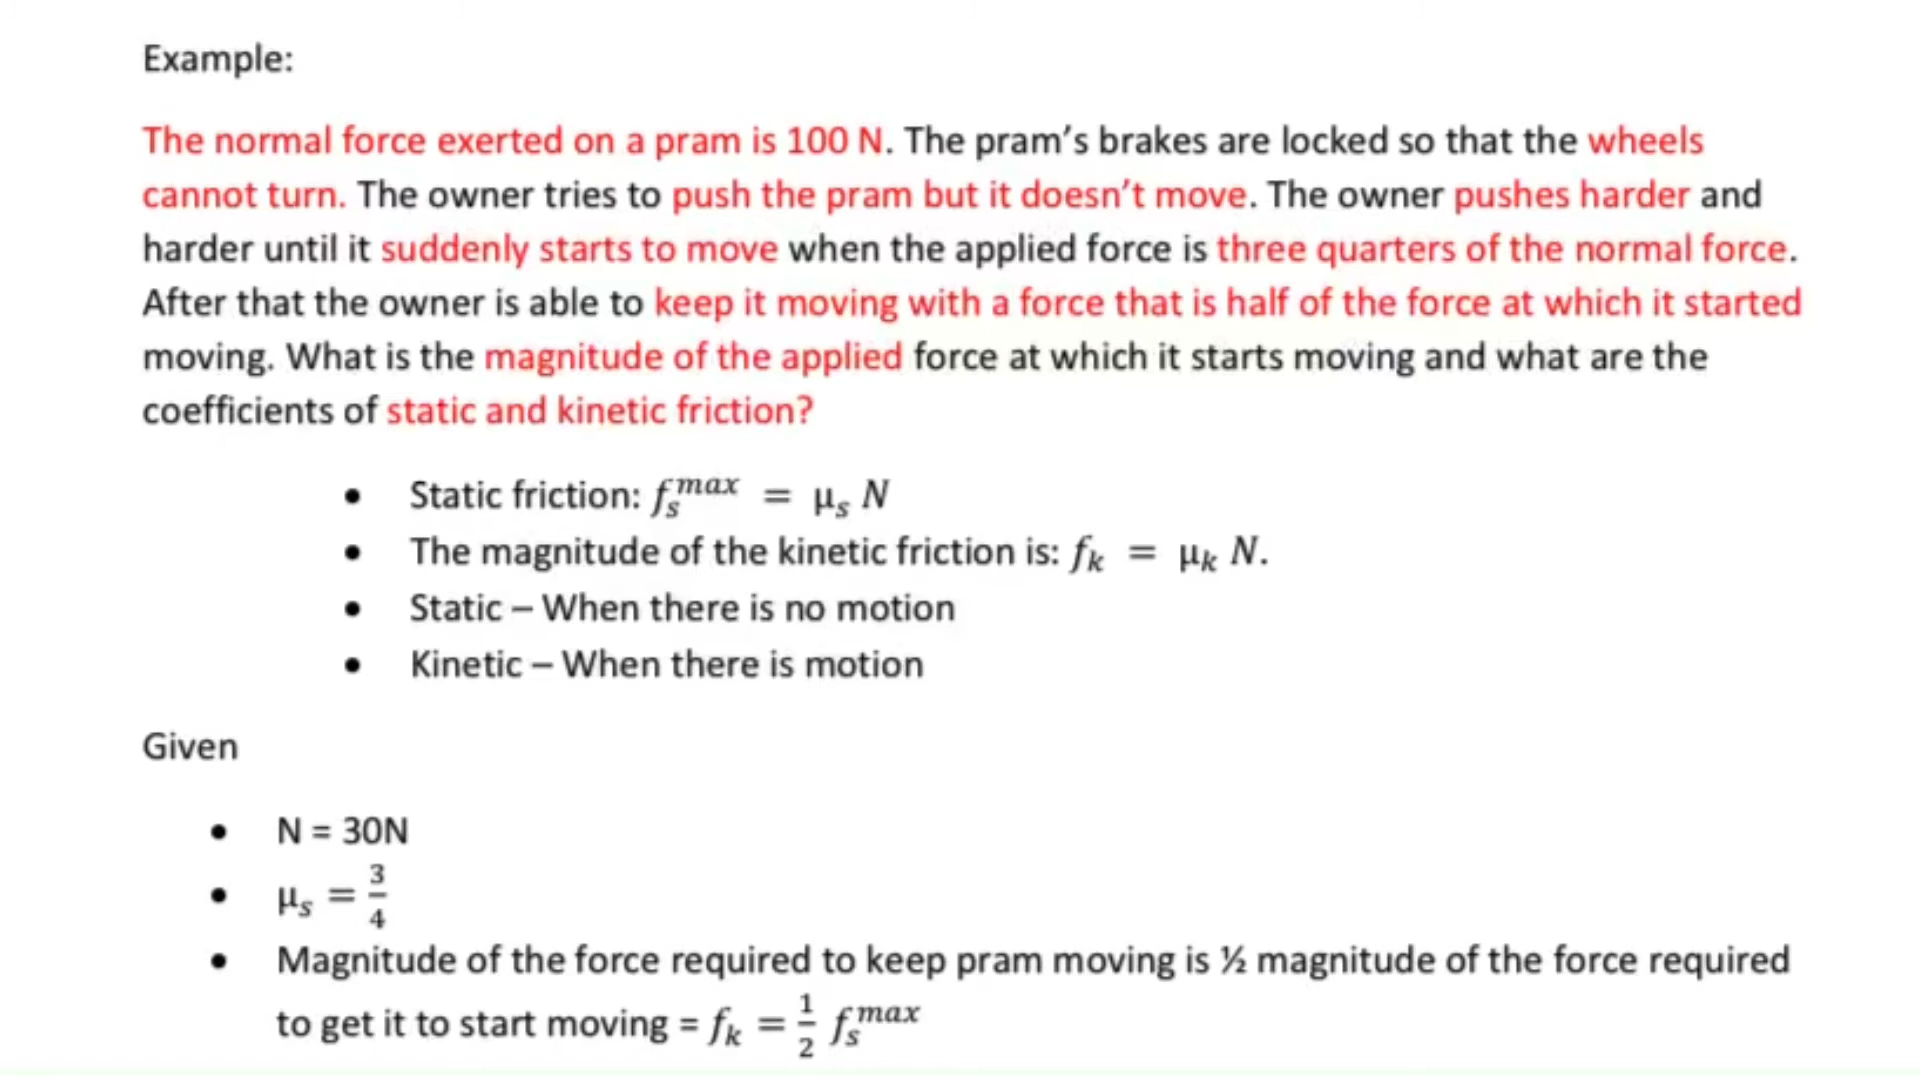 Example:
The normal force exerted on a pram is 100 N. The pram's brakes are locked so that the wheels
cannot turn. The owner tries to push the pram but it doesn't move. The owner pushes harder and
harder until it suddenly starts to move when the applied force is three quarters of the normal force.
After that the owner is able to keep it moving with a force that is half of the force at which it started
moving. What is the magnitude of the applied force at which it starts moving and what are the
coefficients of static and kinetic friction?
• Static friction: $f_s^{max} = \mu_s N$
• The magnitude of the kinetic friction is: $f_k = \mu_k N.$
• Static – When there is no motion
• Kinetic – When there is motion
Given
• N = 30N
• $\mu_s = \frac{3}{4}$
• Magnitude of the force required to keep pram moving is ½ magnitude of the force required
to get it to start moving = $f_k = \frac{1}{2} f_s^{max}$